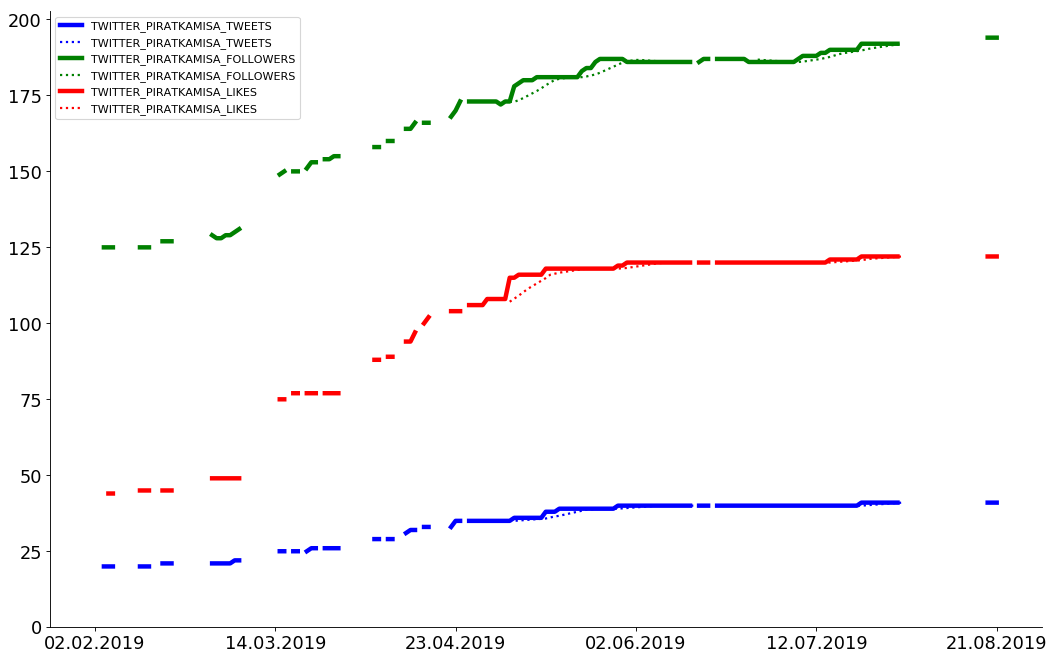 200
175
150
125
100
75
50
25
0
TWITTER_PIRATKAMISA_TWEETS
TWITTER_PIRATKAMISA_TWEETS
TWITTER_PIRATKAMISA_FOLLOWERS
TWITTER_PIRATKAMISA_FOLLOWERS
TWITTER_PIRATKAMISA_LIKES
TWITTER_PIRATKAMISA_LIKES
02.02.2019 14.03.2019 23.04.2019 02.06.2019 12.07.2019 21.08.2019